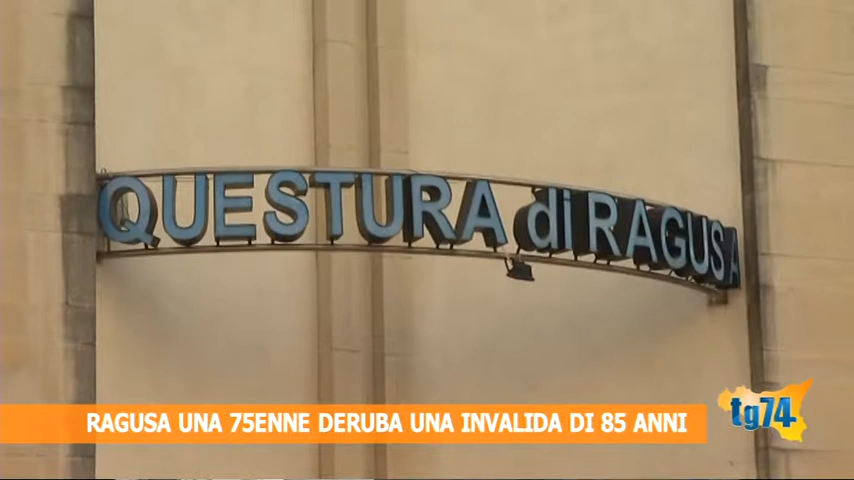 QUESTURA di RAGUSA
RAGUSA UNA 75ENNE DERUBA UNA INVALIDA DI 85 ANNI
tg74